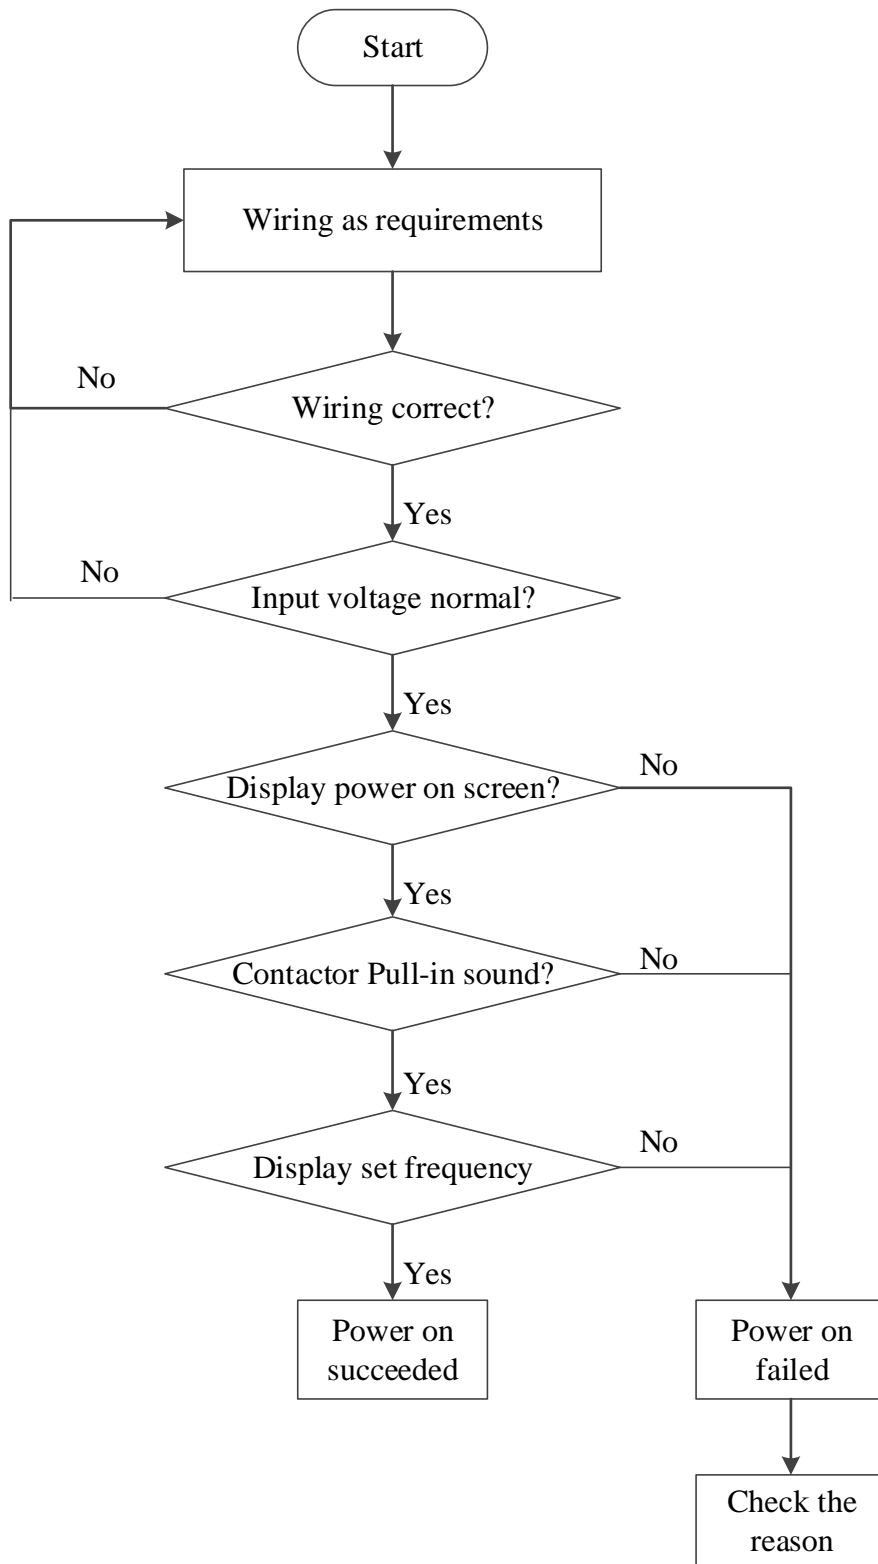 Start
Wiring as requirements
No
Wiring correct?
Yes
No
Input voltage normal?
Yes
No
Display power on screen?
Yes
No
Contactor Pull-in sound?
Yes
No
Display set frequency
Yes
Power on
succeeded
Power on
failed
Check the
reason